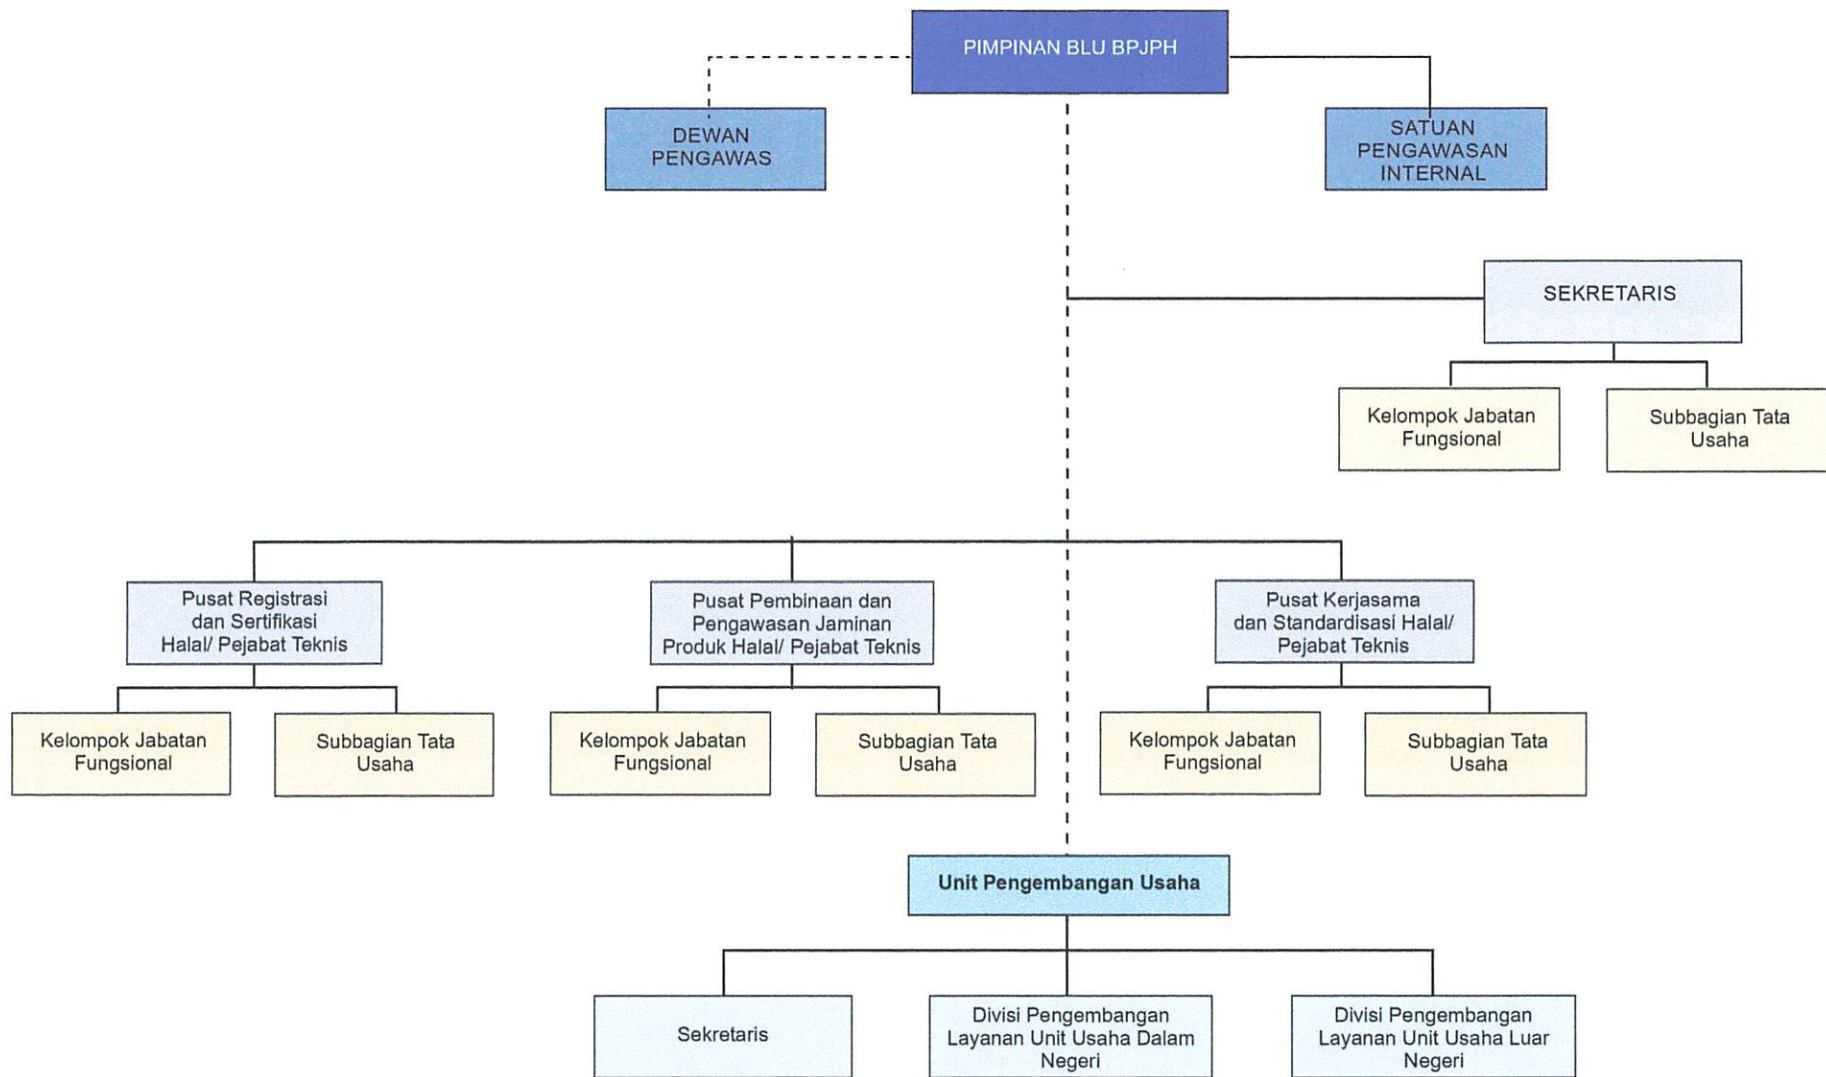 PIMPINAN BLU BPJPH
DEWAN
PENGAWAS
SATUAN
PENGAWASAN
INTERNAL
SEKRETARIS
Kelompok Jabatan
Fungsional
Subbagian Tata
Usaha
Pusat Registrasi
dan Sertifikasi
Halal/ Pejabat Teknis
Pusat Pembinaan dan
Pengawasan Jaminan
Produk Halal/ Pejabat Teknis
Pusat Kerjasama
dan Standardisasi Halal/
Pejabat Teknis
Kelompok Jabatan
Fungsional
Subbagian Tata
Usaha
Kelompok Jabatan
Fungsional
Subbagian Tata
Usaha
Kelompok Jabatan
Fungsional
Subbagian Tata
Usaha
Unit Pengembangan Usaha
Sekretaris
Divisi Pengembangan
Layanan Unit Usaha Dalam
Negeri
Divisi Pengembangan
Layanan Unit Usaha Luar
Negeri